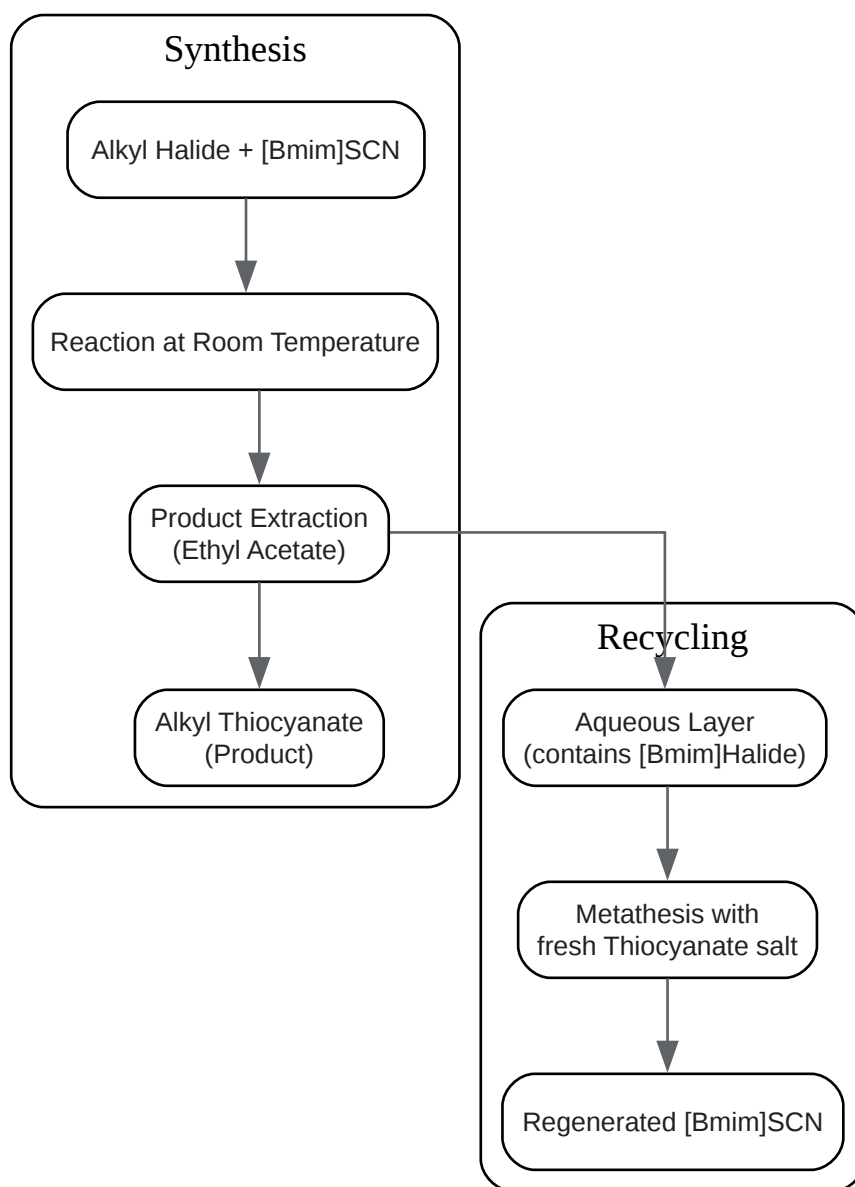 Synthesis
Alkyl Halide + [Bmim]SCN
Reaction at Room Temperature
Product Extraction
(Ethyl Acetate)
Alkyl Thiocyanate
(Product)
Recycling
Aqueous Layer
(contains [Bmim]Halide)
Metathesis with
fresh Thiocyanate salt
Regenerated [Bmim]SCN